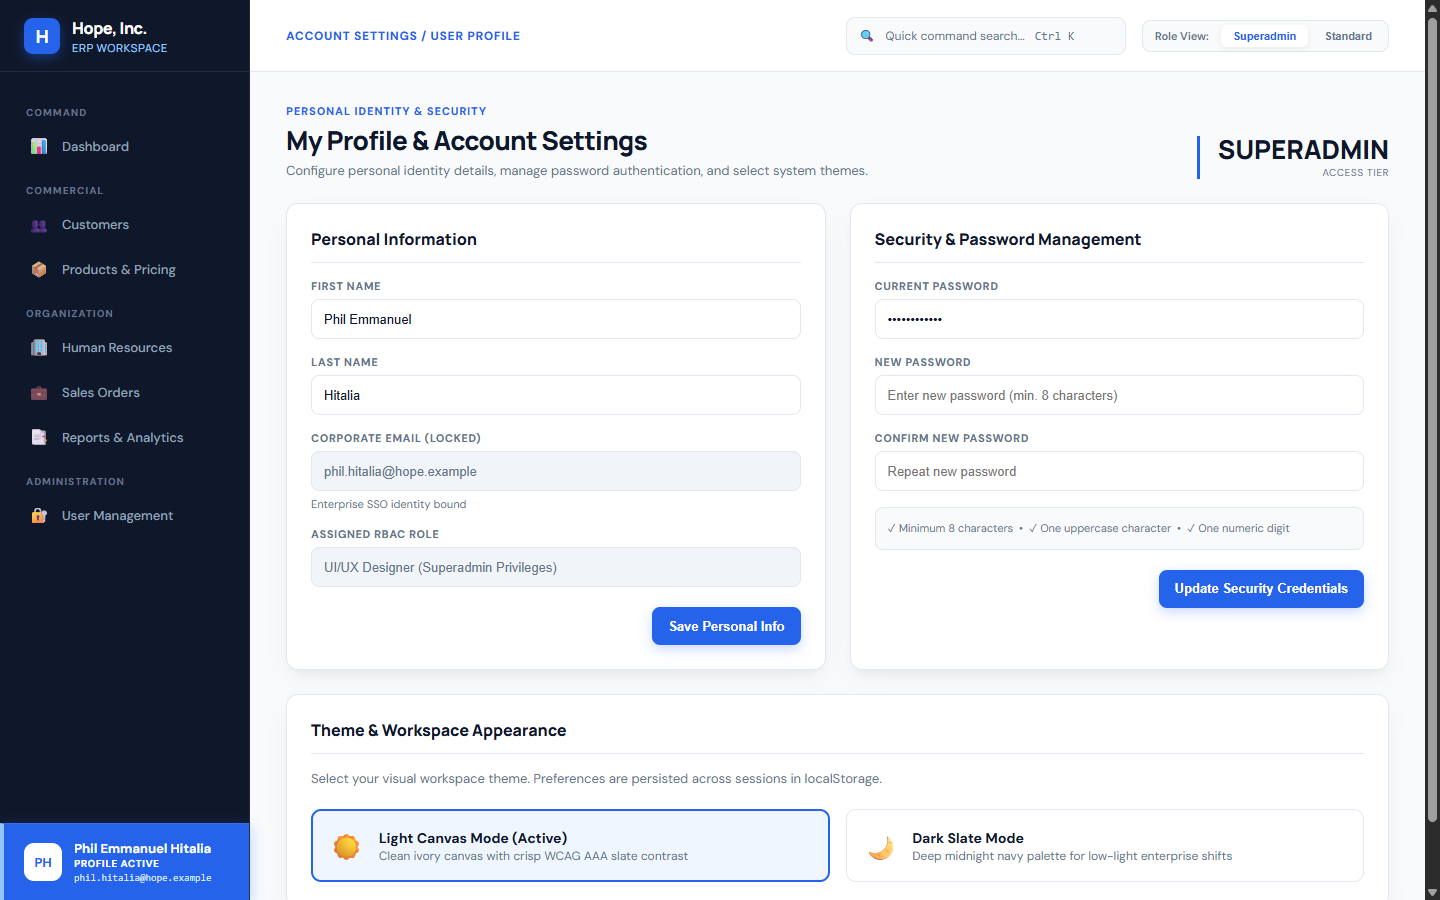 H
Hope, Inc.
ERP WORKSPACE
COMMAND
Dashboard
COMMERCIAL
Customers
Products & Pricing
ORGANIZATION
Human Resources
Sales Orders
Reports & Analytics
ADMINISTRATION
User Management
PH
Phil Emmanuel Hitalia
PROFILE ACTIVE
phil.hitalia@hope.example
ACCOUNT SETTINGS / USER PROFILE
Quick command search... Ctrl K
Role View: Superadmin Standard
PERSONAL IDENTITY & SECURITY
My Profile & Account Settings
Configure personal identity details, manage password authentication, and select system themes.
SUPERADMIN
ACCESS TIER
Personal Information
FIRST NAME
Phil Emmanuel
LAST NAME
Hitalia
CORPORATE EMAIL (LOCKED)
phil.hitalia@hope.example
Enterprise SSO identity bound
ASSIGNED RBAC ROLE
UI/UX Designer (Superadmin Privileges)
Save Personal Info
Security & Password Management
CURRENT PASSWORD
••••••••••••
NEW PASSWORD
Enter new password (min. 8 characters)
CONFIRM NEW PASSWORD
Repeat new password
✓ Minimum 8 characters • ✓ One uppercase character • ✓ One numeric digit
Update Security Credentials
Theme & Workspace Appearance
Select your visual workspace theme. Preferences are persisted across sessions in localStorage.
Light Canvas Mode (Active)
Clean ivory canvas with crisp WCAG AAA slate contrast
Dark Slate Mode
Deep midnight navy palette for low-light enterprise shifts